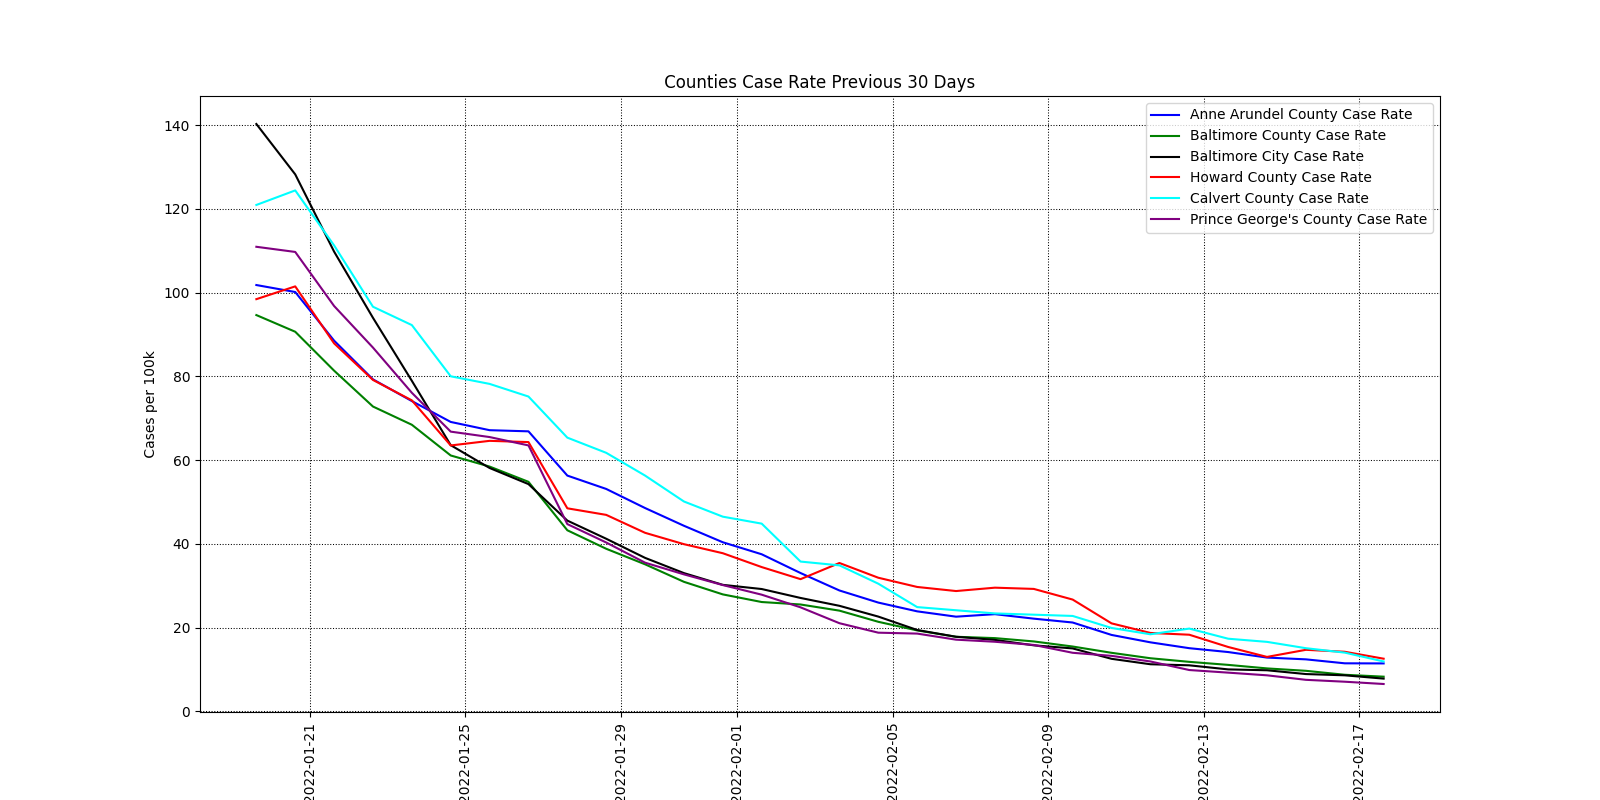 Counties Case Rate Previous 30 Days
Cases per 100k
140
120
100
80
60
40
20
0
Anne Arundel County Case Rate
Baltimore County Case Rate
Baltimore City Case Rate
Howard County Case Rate
Calvert County Case Rate
Prince George's County Case Rate
2022-01-21
2022-01-25
2022-01-29
2022-02-01
2022-02-05
2022-02-09
2022-02-13
2022-02-17